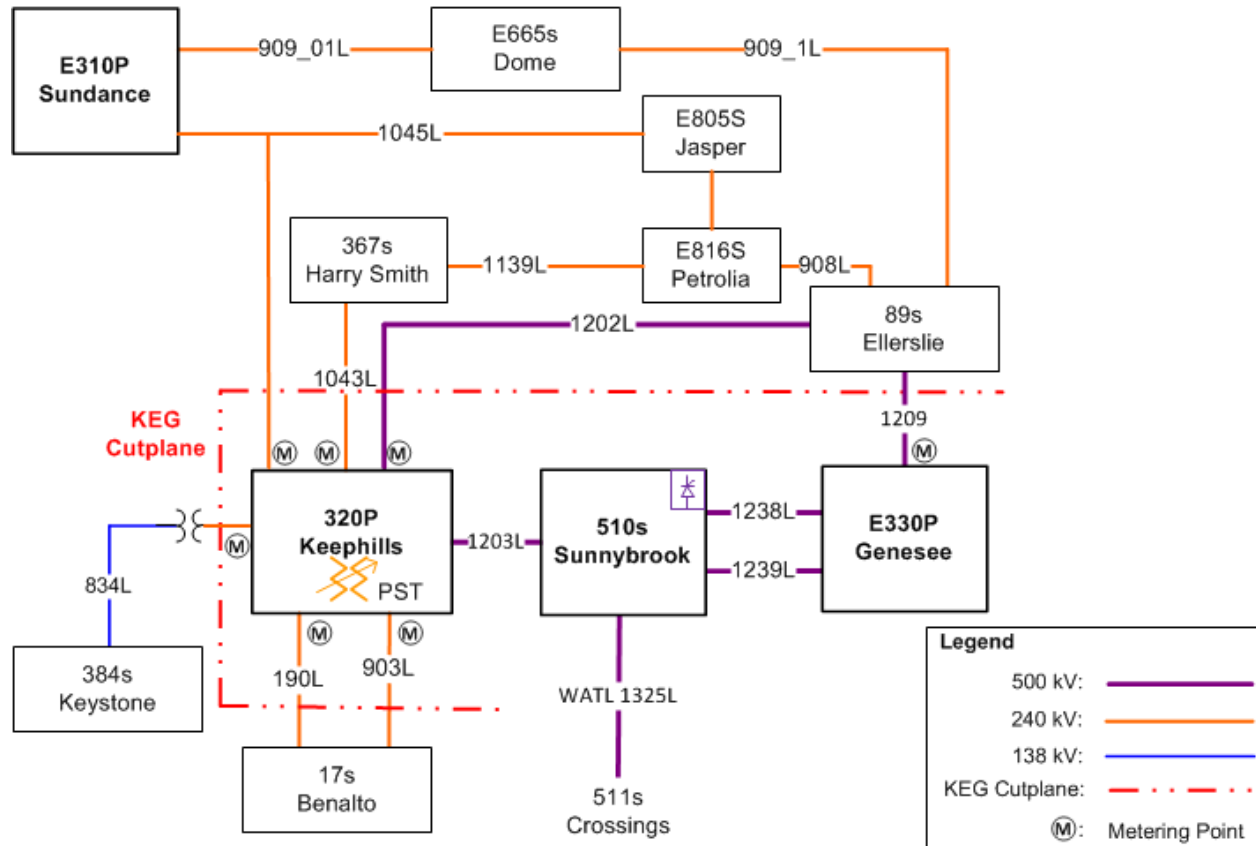 E310P
Sundance
909_01L
E665s
Dome
909_1L
1045L
E805S
Jasper
367s
Harry Smith
1139L
E816S
Petrolia
908L
89s
Ellerslie
1202L
1043L
KEG
Cutplane
1209
M
M
M
M
320P
Keephills
PST
1203L
510s
Sunnybrook
1238L
1239L
E330P
Genesee
M
834L
M
M
190L
903L
384s
Keystone
WATL 1325L
17s
Benalto
511s
Crossings
Legend
500 kV:
240 kV:
138 kV:
KEG Cutplane:
M: Metering Point